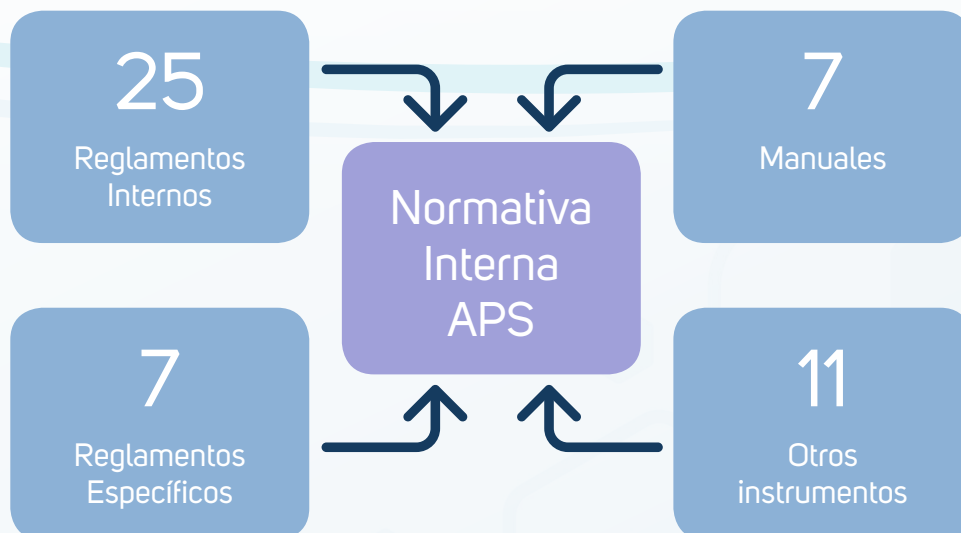 25
Reglamentos
Internos
7
Manuales
Normativa
Interna
APS
7
Reglamentos
Específicos
11
Otros
instrumentos